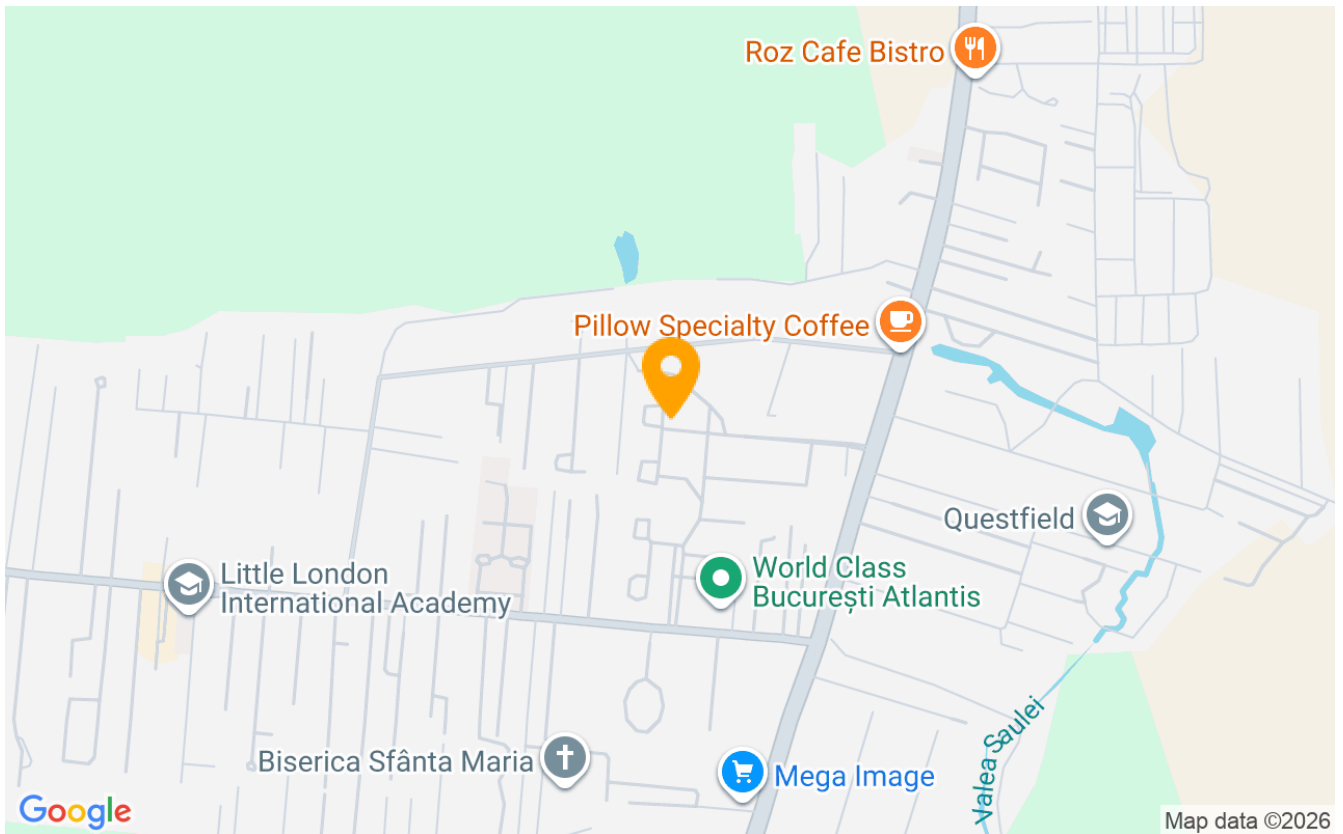 Roz Cafe Bistro
Pillow Specialty Coffee
Questfield
World Class
București Atlantis
Little London
International Academy
Valea Saulei
Biserica Sfânta Maria
Mega Image
Google
Map data ©2026